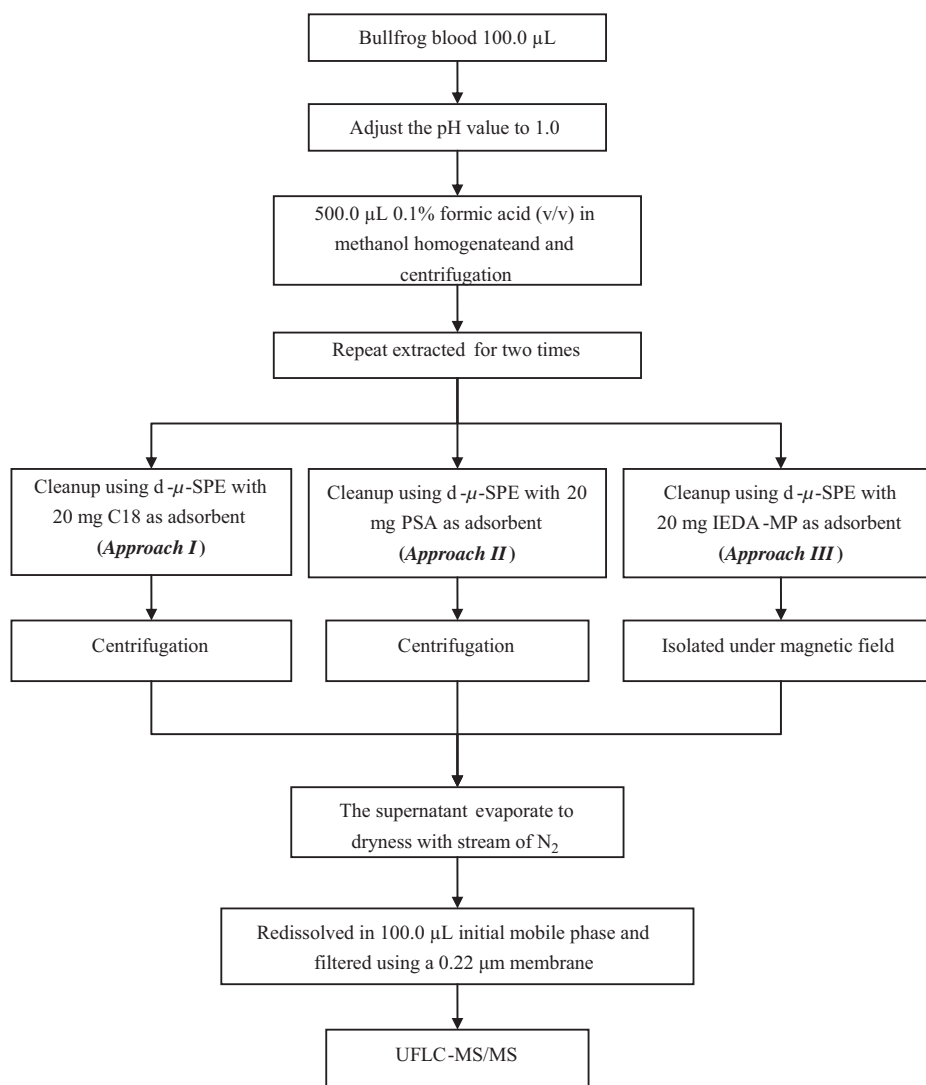 Bullfrog blood 100.0 µL
Adjust the pH value to 1.0
500.0 µL 0.1% formic acid (v/v) in
methanol homogenateand and
centrifugation
Repeat extracted for two times
Cleanup using d-µ-SPE with
20 mg C18 as adsorbent
(Approach I)
Cleanup using d-µ-SPE with 20
mg PSA as adsorbent
(Approach II)
Cleanup using d-µ-SPE with
20 mg IEDA-MP as adsorbent
(Approach III)
Centrifugation
Centrifugation
Isolated under magnetic field
The supernatant evaporate to
dryness with stream of N₂
Redissolved in 100.0 µL initial mobile phase and
filtered using a 0.22 µm membrane
UFLC-MS/MS